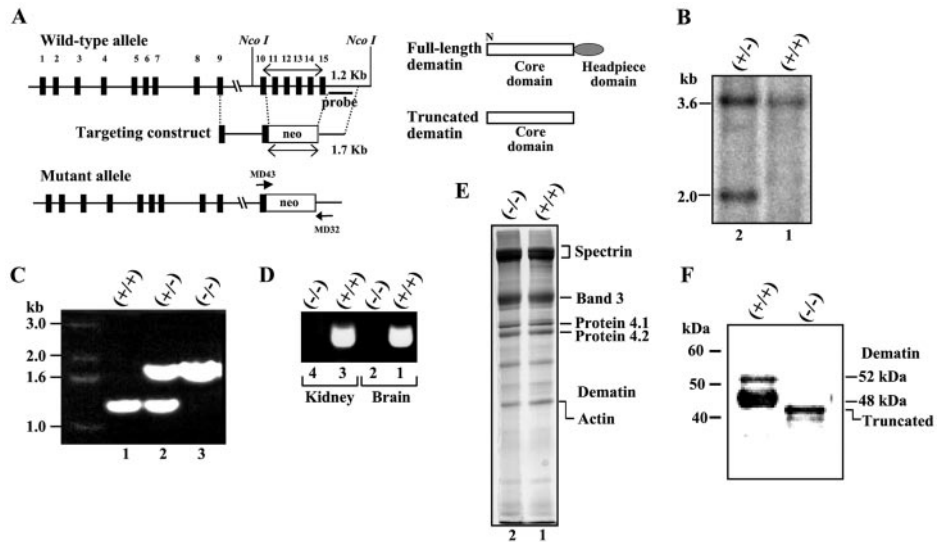 A
Wild-type allele
Nco I
Nco I
1 2 3 4 5 6 7 8 9 10 11 12 13 14 15
1.2 Kb
probe
Targeting construct
neo
1.7 Kb
Mutant allele
MD43
neo
MD32
Full-length dematin
N
Core domain
Headpiece domain
Truncated dematin
Core domain
B
(+/-)
(+/+)
kb
3.6
2.0
2 1
C
(+/+)
(+/-)
(-/-)
kb
3.0
2.0
1.6
1.0
1 2 3
D
(-/-)
(+/+)
(-/-)
(+/+)
4 3 2 1
Kidney Brain
E
(-/-)
(+/+)
Spectrin
Band 3
Protein 4.1
Protein 4.2
Dematin
Actin
2 1
F
(+/+)
(-/-)
kDa
60
50
40
Dematin
52 kDa
48 kDa
Truncated